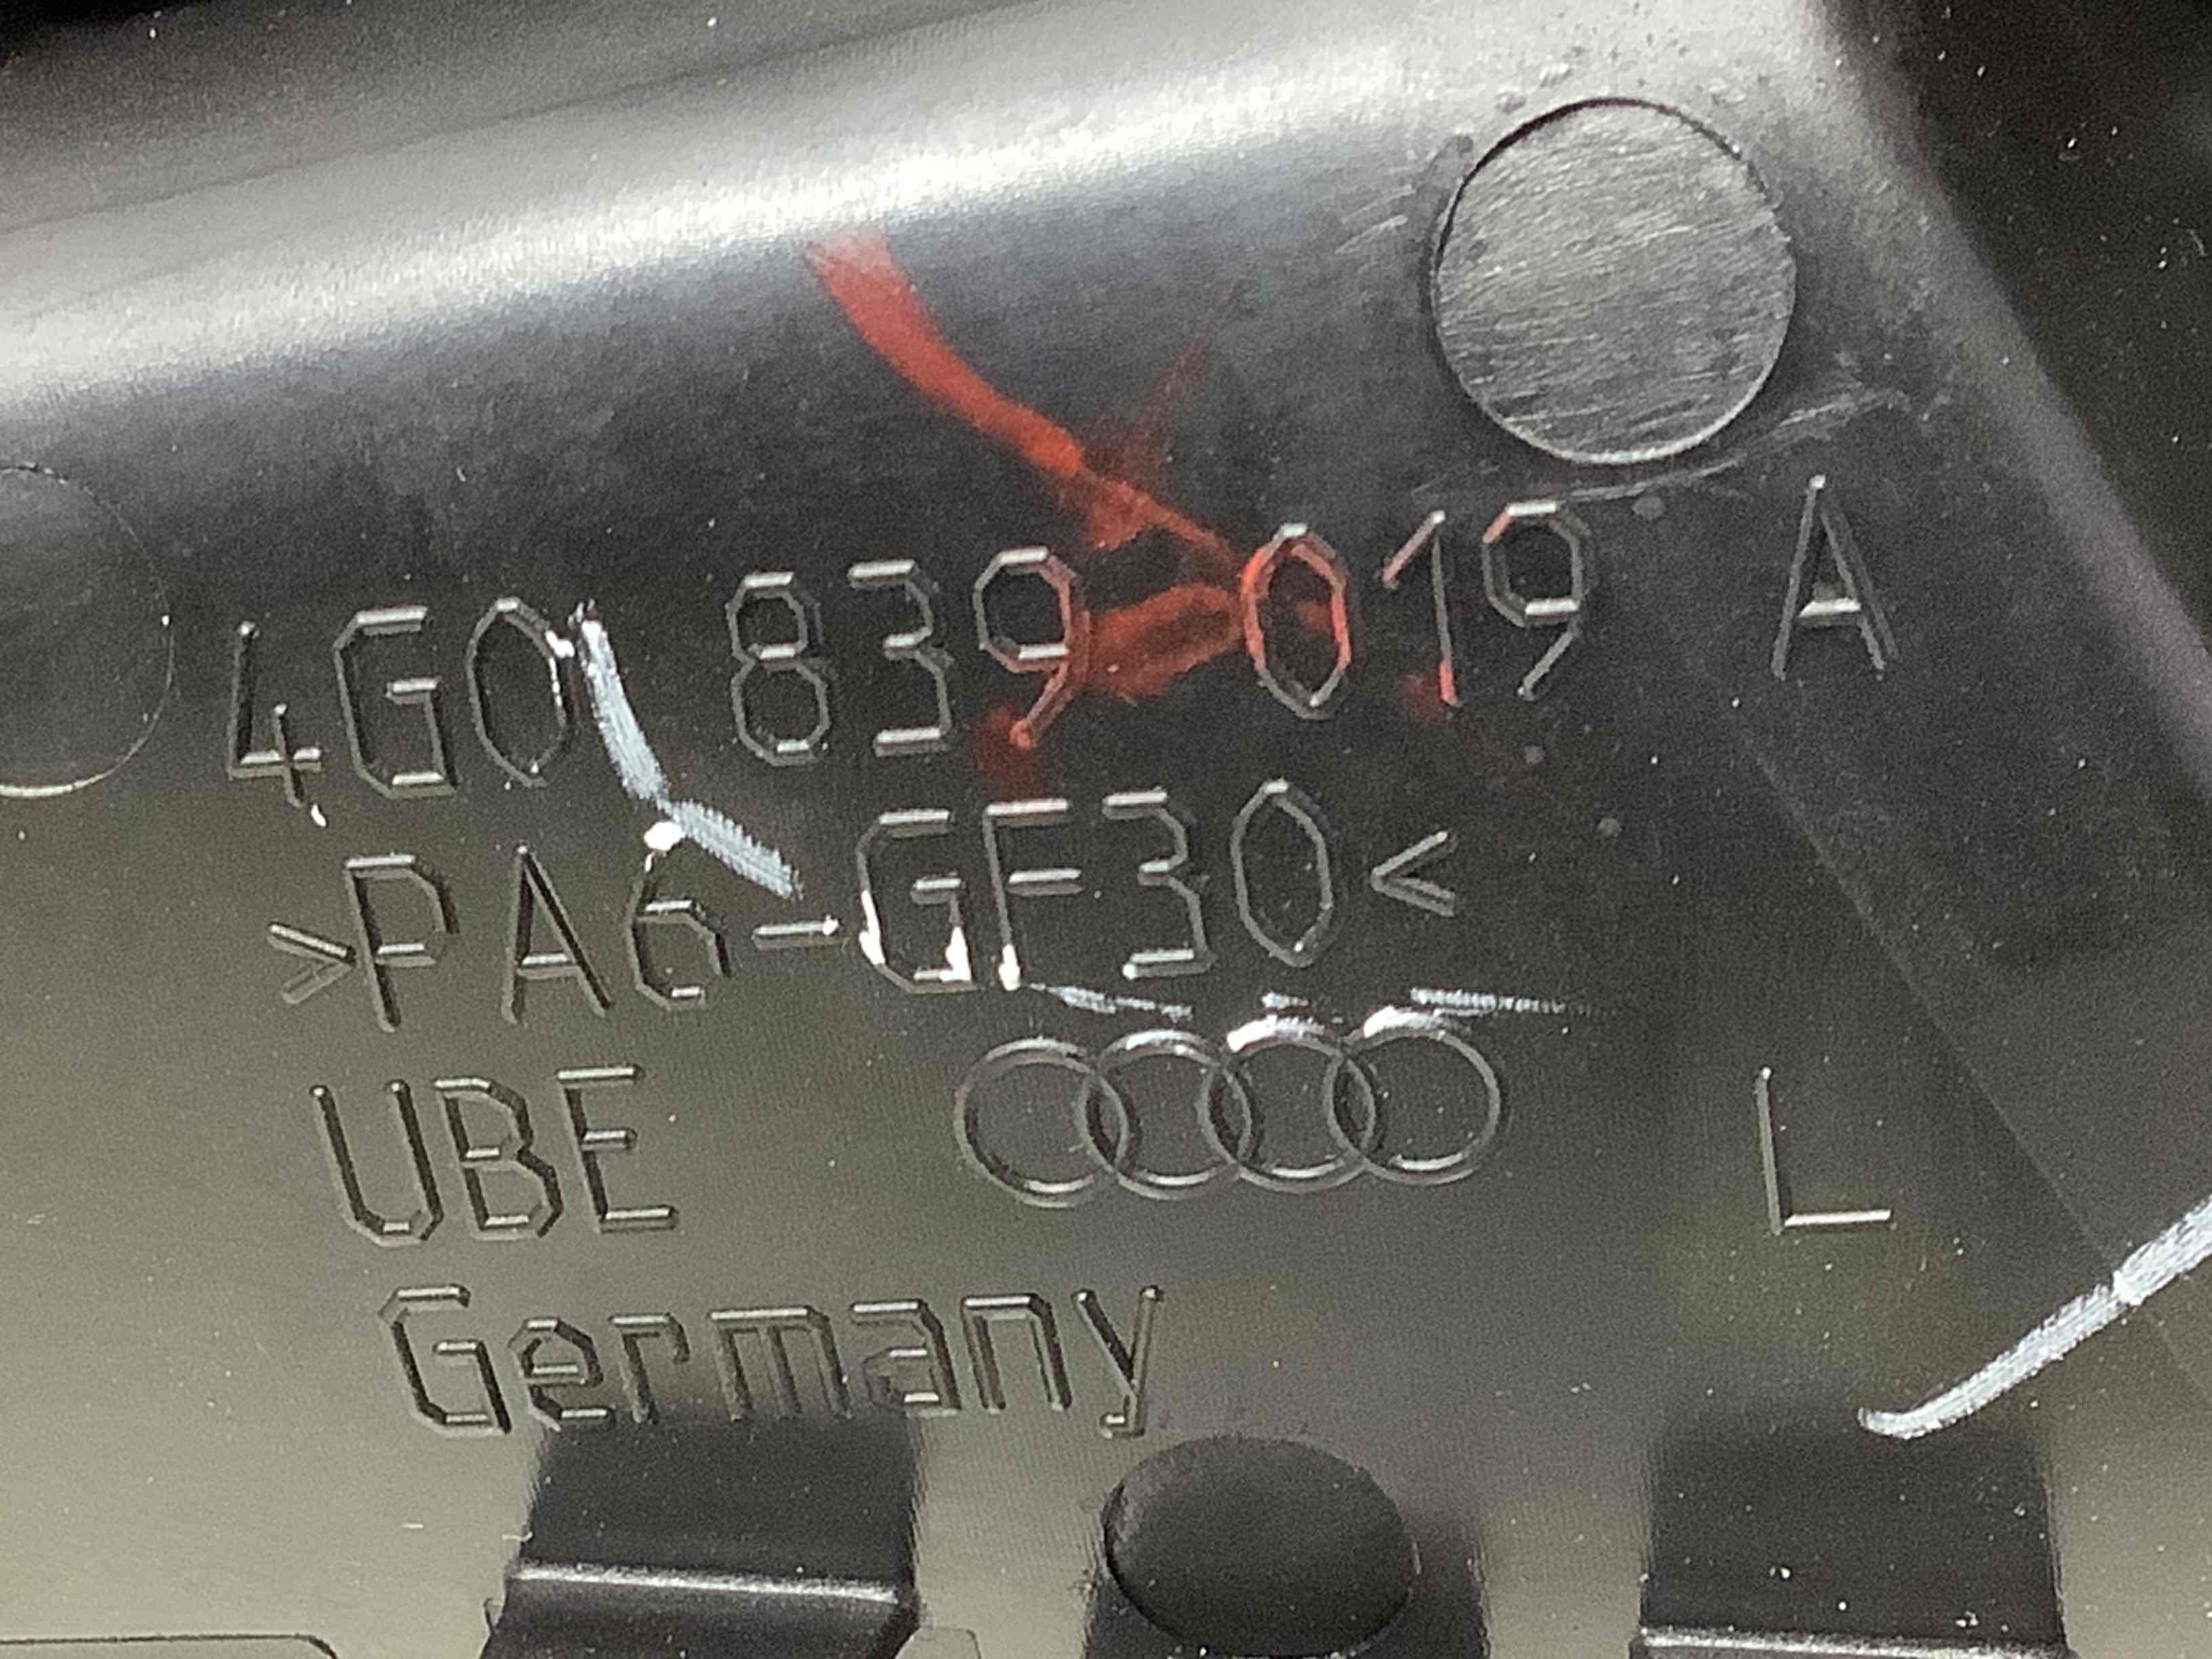 4G0 839 019 A
>PA6-GF30<
UBE
L
Germany